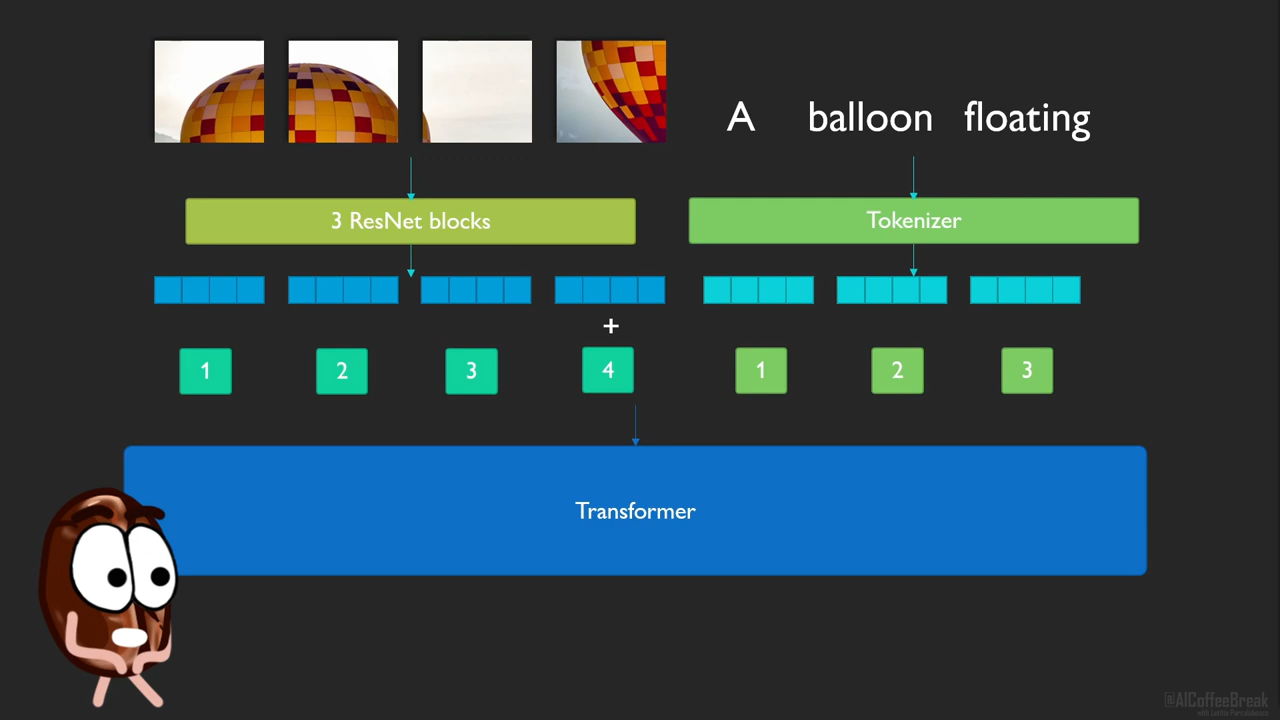 A balloon floating
3 ResNet blocks
Tokenizer
+
1 2 3 4 1 2 3
Transformer
@AICoffeeBreak